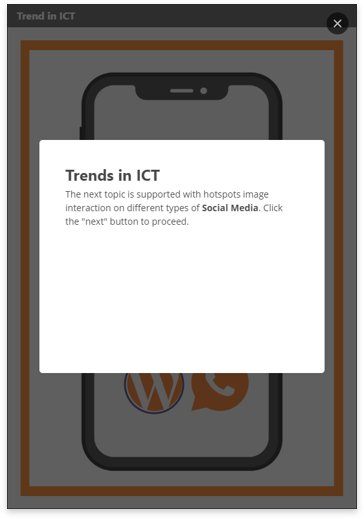 Trend in ICT
Trends in ICT
The next topic is supported with hotspots image
interaction on different types of Social Media. Click
the "next" button to proceed.